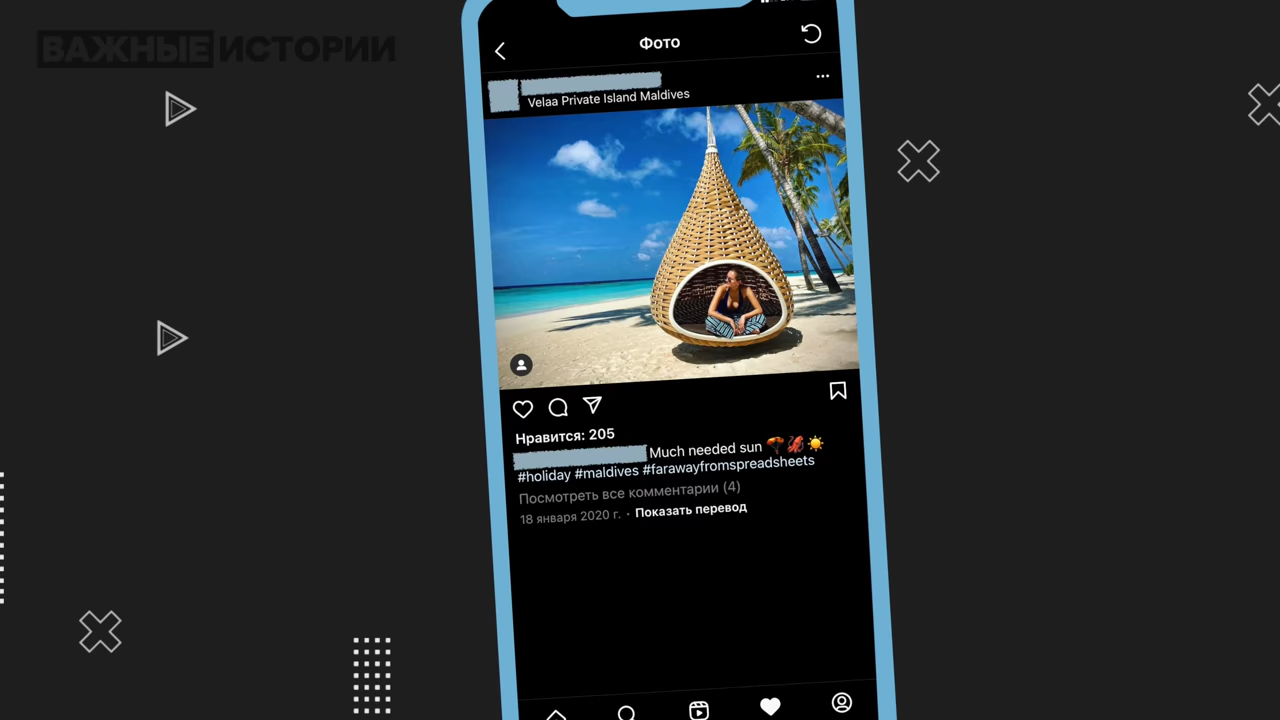 ВАЖНЫЕ ИСТОРИИ
Фото
Velaa Private Island Maldives
Нравится: 205
Much needed sun
#holiday #maldives #farawayfromspreadsheets
Посмотреть все комментарии (4)
18 января 2020 г. · Показать перевод